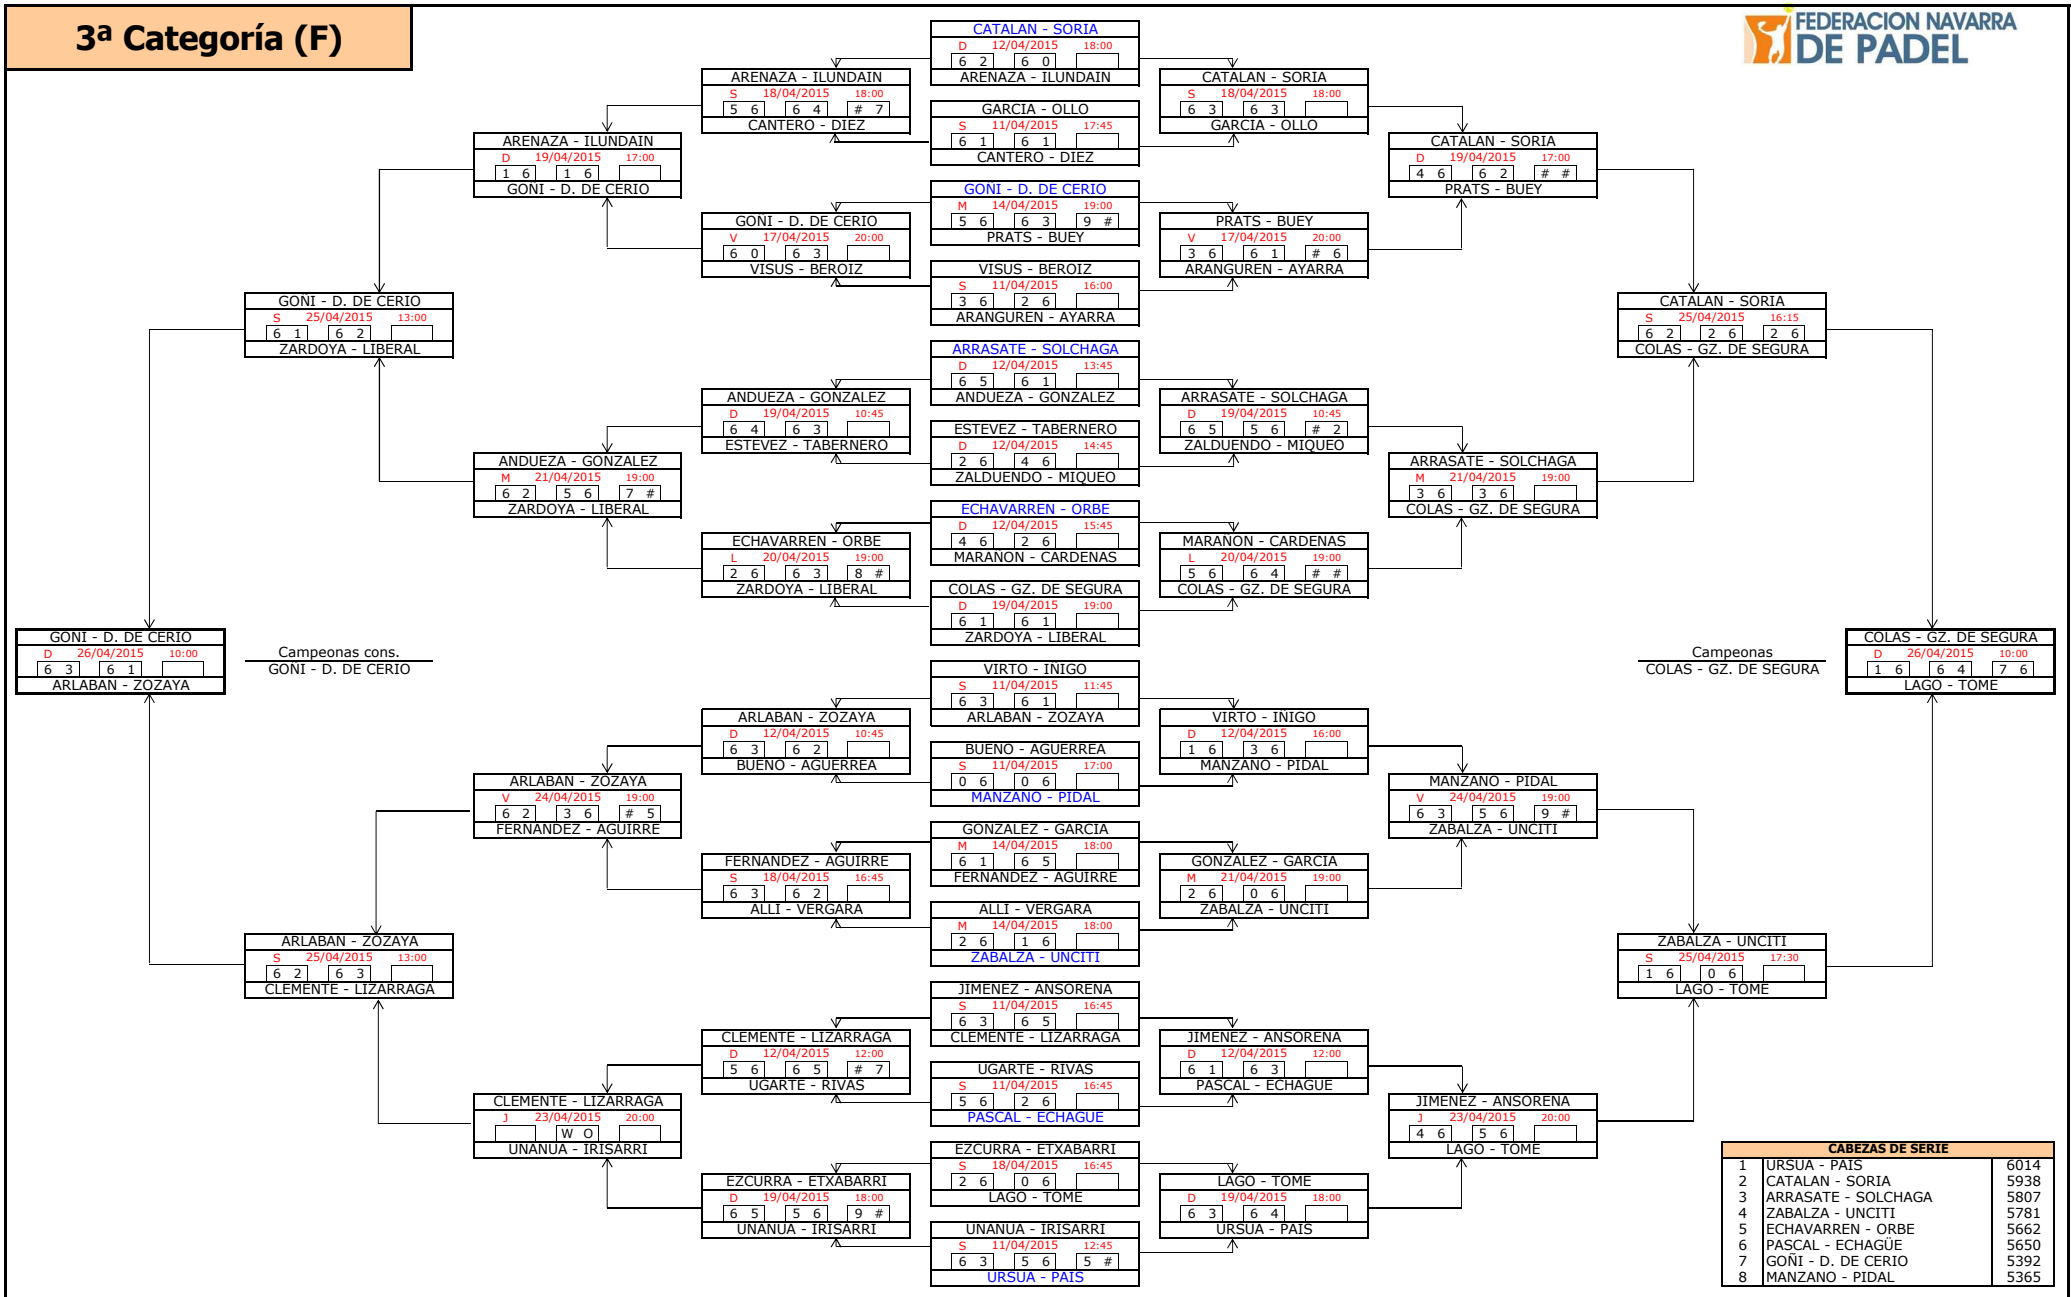 3ª Categoría (F)
FEDERACION NAVARRA
DE PADEL
GOÑI - D. DE CERIO
D 26/04/2015 10:00
6 3 6 1
ARLABAN - ZOZAYA
Campeonas cons.
GOÑI - D. DE CERIO
GOÑI - D. DE CERIO
S 25/04/2015 13:00
6 1 6 2
ZARDOYA - LIBERAL
ARLABAN - ZOZAYA
S 25/04/2015 13:00
6 2 6 3
CLEMENTE - LIZARRAGA
ARENAZA - ILUNDAIN
D 19/04/2015 17:00
1 6 1 6
GOÑI - D. DE CERIO
ANDUEZA - GONZALEZ
M 21/04/2015 19:00
6 2 5 6 7 #
ZARDOYA - LIBERAL
ARLABAN - ZOZAYA
V 24/04/2015 19:00
6 2 3 6 # 5
FERNANDEZ - AGUIRRE
CLEMENTE - LIZARRAGA
J 23/04/2015 20:00
W O
UNANUA - IRISARRI
ARENAZA - ILUNDAIN
S 18/04/2015 18:00
5 6 6 4 # 7
CANTERO - DIEZ
GOÑI - D. DE CERIO
V 17/04/2015 20:00
6 0 6 3
VISUS - BEROIZ
ANDUEZA - GONZALEZ
D 19/04/2015 10:45
6 4 6 3
ESTEVEZ - TABERNERO
ECHAVARREN - ORBE
L 20/04/2015 19:00
2 6 6 3 8 #
ZARDOYA - LIBERAL
ARLABAN - ZOZAYA
D 12/04/2015 10:45
6 3 6 2
BUENO - AGUERREA
FERNANDEZ - AGUIRRE
S 18/04/2015 16:45
6 3 6 2
ALLI - VERGARA
CLEMENTE - LIZARRAGA
D 12/04/2015 12:00
5 6 6 5 # 7
UGARTE - RIVAS
EZCURRA - ETXABARRI
D 19/04/2015 18:00
6 5 5 6 9 #
UNANUA - IRISARRI
CATALAN - SORIA
D 12/04/2015 18:00
6 2 6 0
ARENAZA - ILUNDAIN
GARCIA - OLLO
S 11/04/2015 17:45
6 1 6 1
CANTERO - DIEZ
GOÑI - D. DE CERIO
M 14/04/2015 19:00
5 6 6 3 9 #
PRATS - BUEY
VISUS - BEROIZ
S 11/04/2015 16:00
3 6 2 6
ARANGUREN - AYARRA
ARRASATE - SOLCHAGA
D 12/04/2015 13:45
6 5 6 1
ANDUEZA - GONZALEZ
ESTEVEZ - TABERNERO
D 12/04/2015 14:45
2 6 4 6
ZALDUENDO - MIQUEO
ECHAVARREN - ORBE
D 12/04/2015 15:45
4 6 2 6
MARAÑON - CARDENAS
COLAS - GZ. DE SEGURA
D 19/04/2015 19:00
6 1 6 1
ZARDOYA - LIBERAL
VIRTO - IÑIGO
S 11/04/2015 11:45
6 3 6 1
ARLABAN - ZOZAYA
BUENO - AGUERREA
S 11/04/2015 17:00
0 6 0 6
MANZANO - PIDAL
GONZALEZ - GARCIA
M 14/04/2015 18:00
6 1 6 5
FERNANDEZ - AGUIRRE
ALLI - VERGARA
M 14/04/2015 18:00
2 6 1 6
ZABALZA - UNCITI
JIMENEZ - ANSORENA
S 11/04/2015 16:45
6 3 6 5
CLEMENTE - LIZARRAGA
UGARTE - RIVAS
S 11/04/2015 16:45
5 6 2 6
PASCAL - ECHAGÜE
EZCURRA - ETXABARRI
S 18/04/2015 16:45
2 6 0 6
LAGO - TOME
UNANUA - IRISARRI
S 11/04/2015 12:45
6 3 5 6 5 #
URSUA - PAIS
CATALAN - SORIA
S 18/04/2015 18:00
6 3 6 3
GARCIA - OLLO
PRATS - BUEY
V 17/04/2015 20:00
3 6 6 1 # 6
ARANGUREN - AYARRA
ARRASATE - SOLCHAGA
D 19/04/2015 10:45
6 5 5 6 # 2
ZALDUENDO - MIQUEO
MARAÑON - CARDENAS
L 20/04/2015 19:00
5 6 6 4 # #
COLAS - GZ. DE SEGURA
VIRTO - IÑIGO
D 12/04/2015 16:00
1 6 3 6
MANZANO - PIDAL
GONZALEZ - GARCIA
M 21/04/2015 19:00
2 6 0 6
ZABALZA - UNCITI
JIMENEZ - ANSORENA
D 12/04/2015 12:00
6 1 6 3
PASCAL - ECHAGÜE
LAGO - TOME
D 19/04/2015 18:00
6 3 6 4
URSUA - PAIS
CATALAN - SORIA
D 19/04/2015 17:00
4 6 6 2 # #
PRATS - BUEY
ARRASATE - SOLCHAGA
M 21/04/2015 19:00
3 6 3 6
COLAS - GZ. DE SEGURA
MANZANO - PIDAL
V 24/04/2015 19:00
6 3 5 6 9 #
ZABALZA - UNCITI
JIMENEZ - ANSORENA
J 23/04/2015 20:00
4 6 5 6
LAGO - TOME
CATALAN - SORIA
S 25/04/2015 16:15
6 2 2 6 2 6
COLAS - GZ. DE SEGURA
ZABALZA - UNCITI
S 25/04/2015 17:30
1 6 0 6
LAGO - TOME
Campeonas
COLAS - GZ. DE SEGURA
COLAS - GZ. DE SEGURA
D 26/04/2015 10:00
1 6 6 4 7 6
LAGO - TOME
CABEZAS DE SERIE
1 URSUA - PAIS 6014
2 CATALAN - SORIA 5938
3 ARRASATE - SOLCHAGA 5807
4 ZABALZA - UNCITI 5781
5 ECHAVARREN - ORBE 5662
6 PASCAL - ECHAGÜE 5650
7 GOÑI - D. DE CERIO 5392
8 MANZANO - PIDAL 5365